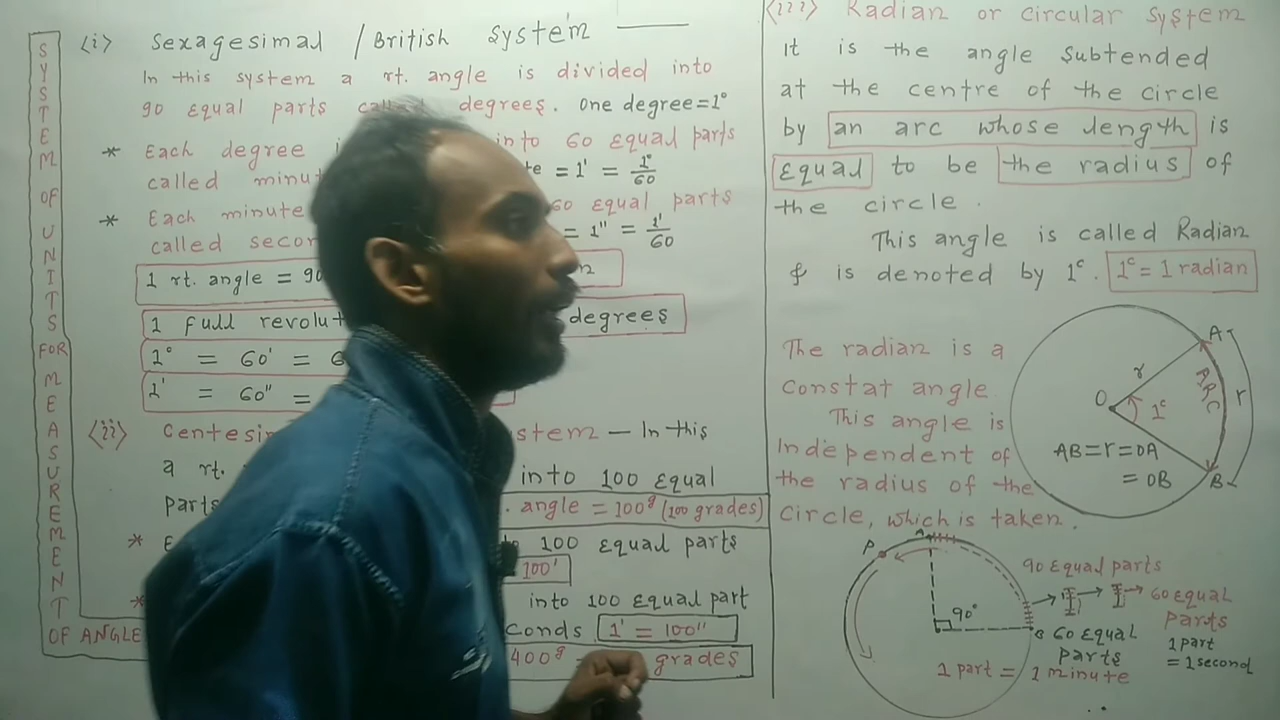 SYSTEM OF UNITS FOR MEASUREMENT
OF ANGLE
<i> Sexagesimal / British System
In this system a rt. angle is divided into
90 equal parts degrees. One degree=1°
* Each degree into 60 equal parts
called = 1' = 1°/60
* Each minute 60 equal parts
called = 1" = 1'/60
1 rt. angle = 90
1 full degrees
1° = 60' =
1' = 60" =
<ii> System — In this
a rt. into 100 equal
parts angle = 100g (100 grades)
* to 100 equal parts
100'
* into 100 equal part
1' = 100"
400g grades
<iii> Radian or circular system
It is the angle subtended
at the centre of the circle
by an arc whose length is
equal to be the radius of
the circle.
This angle is called Radian
& is denoted by 1c. 1c = 1 radian
The radian is a
Constat angle
This angle is
Independent of
the radius of the
Circle, which is taken.
A
r
ARC
r
O
1c
AB=r=OA
=OB
B
P
A
90 equal parts
60 equal
parts
90°
B
60 equal
parts
1 part
= 1 second
1 part = 1 minute